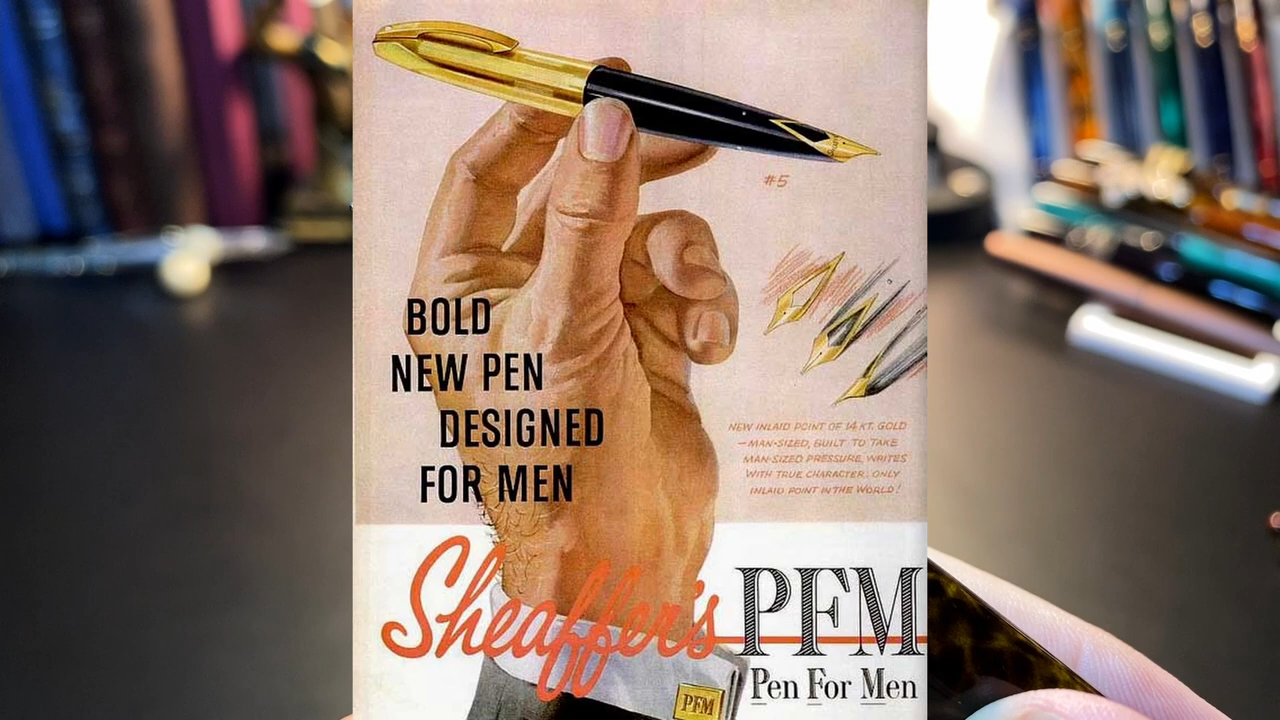 #5
BOLD
NEW PEN
DESIGNED
FOR MEN
NEW INLAID POINT OF 14 KT. GOLD
—MAN-SIZED, BUILT TO TAKE
MAN-SIZED PRESSURE, WRITES
WITH TRUE CHARACTER. ONLY
INLAID POINT IN THE WORLD!
Sheaffer's PFM
Pen For Men
PFM